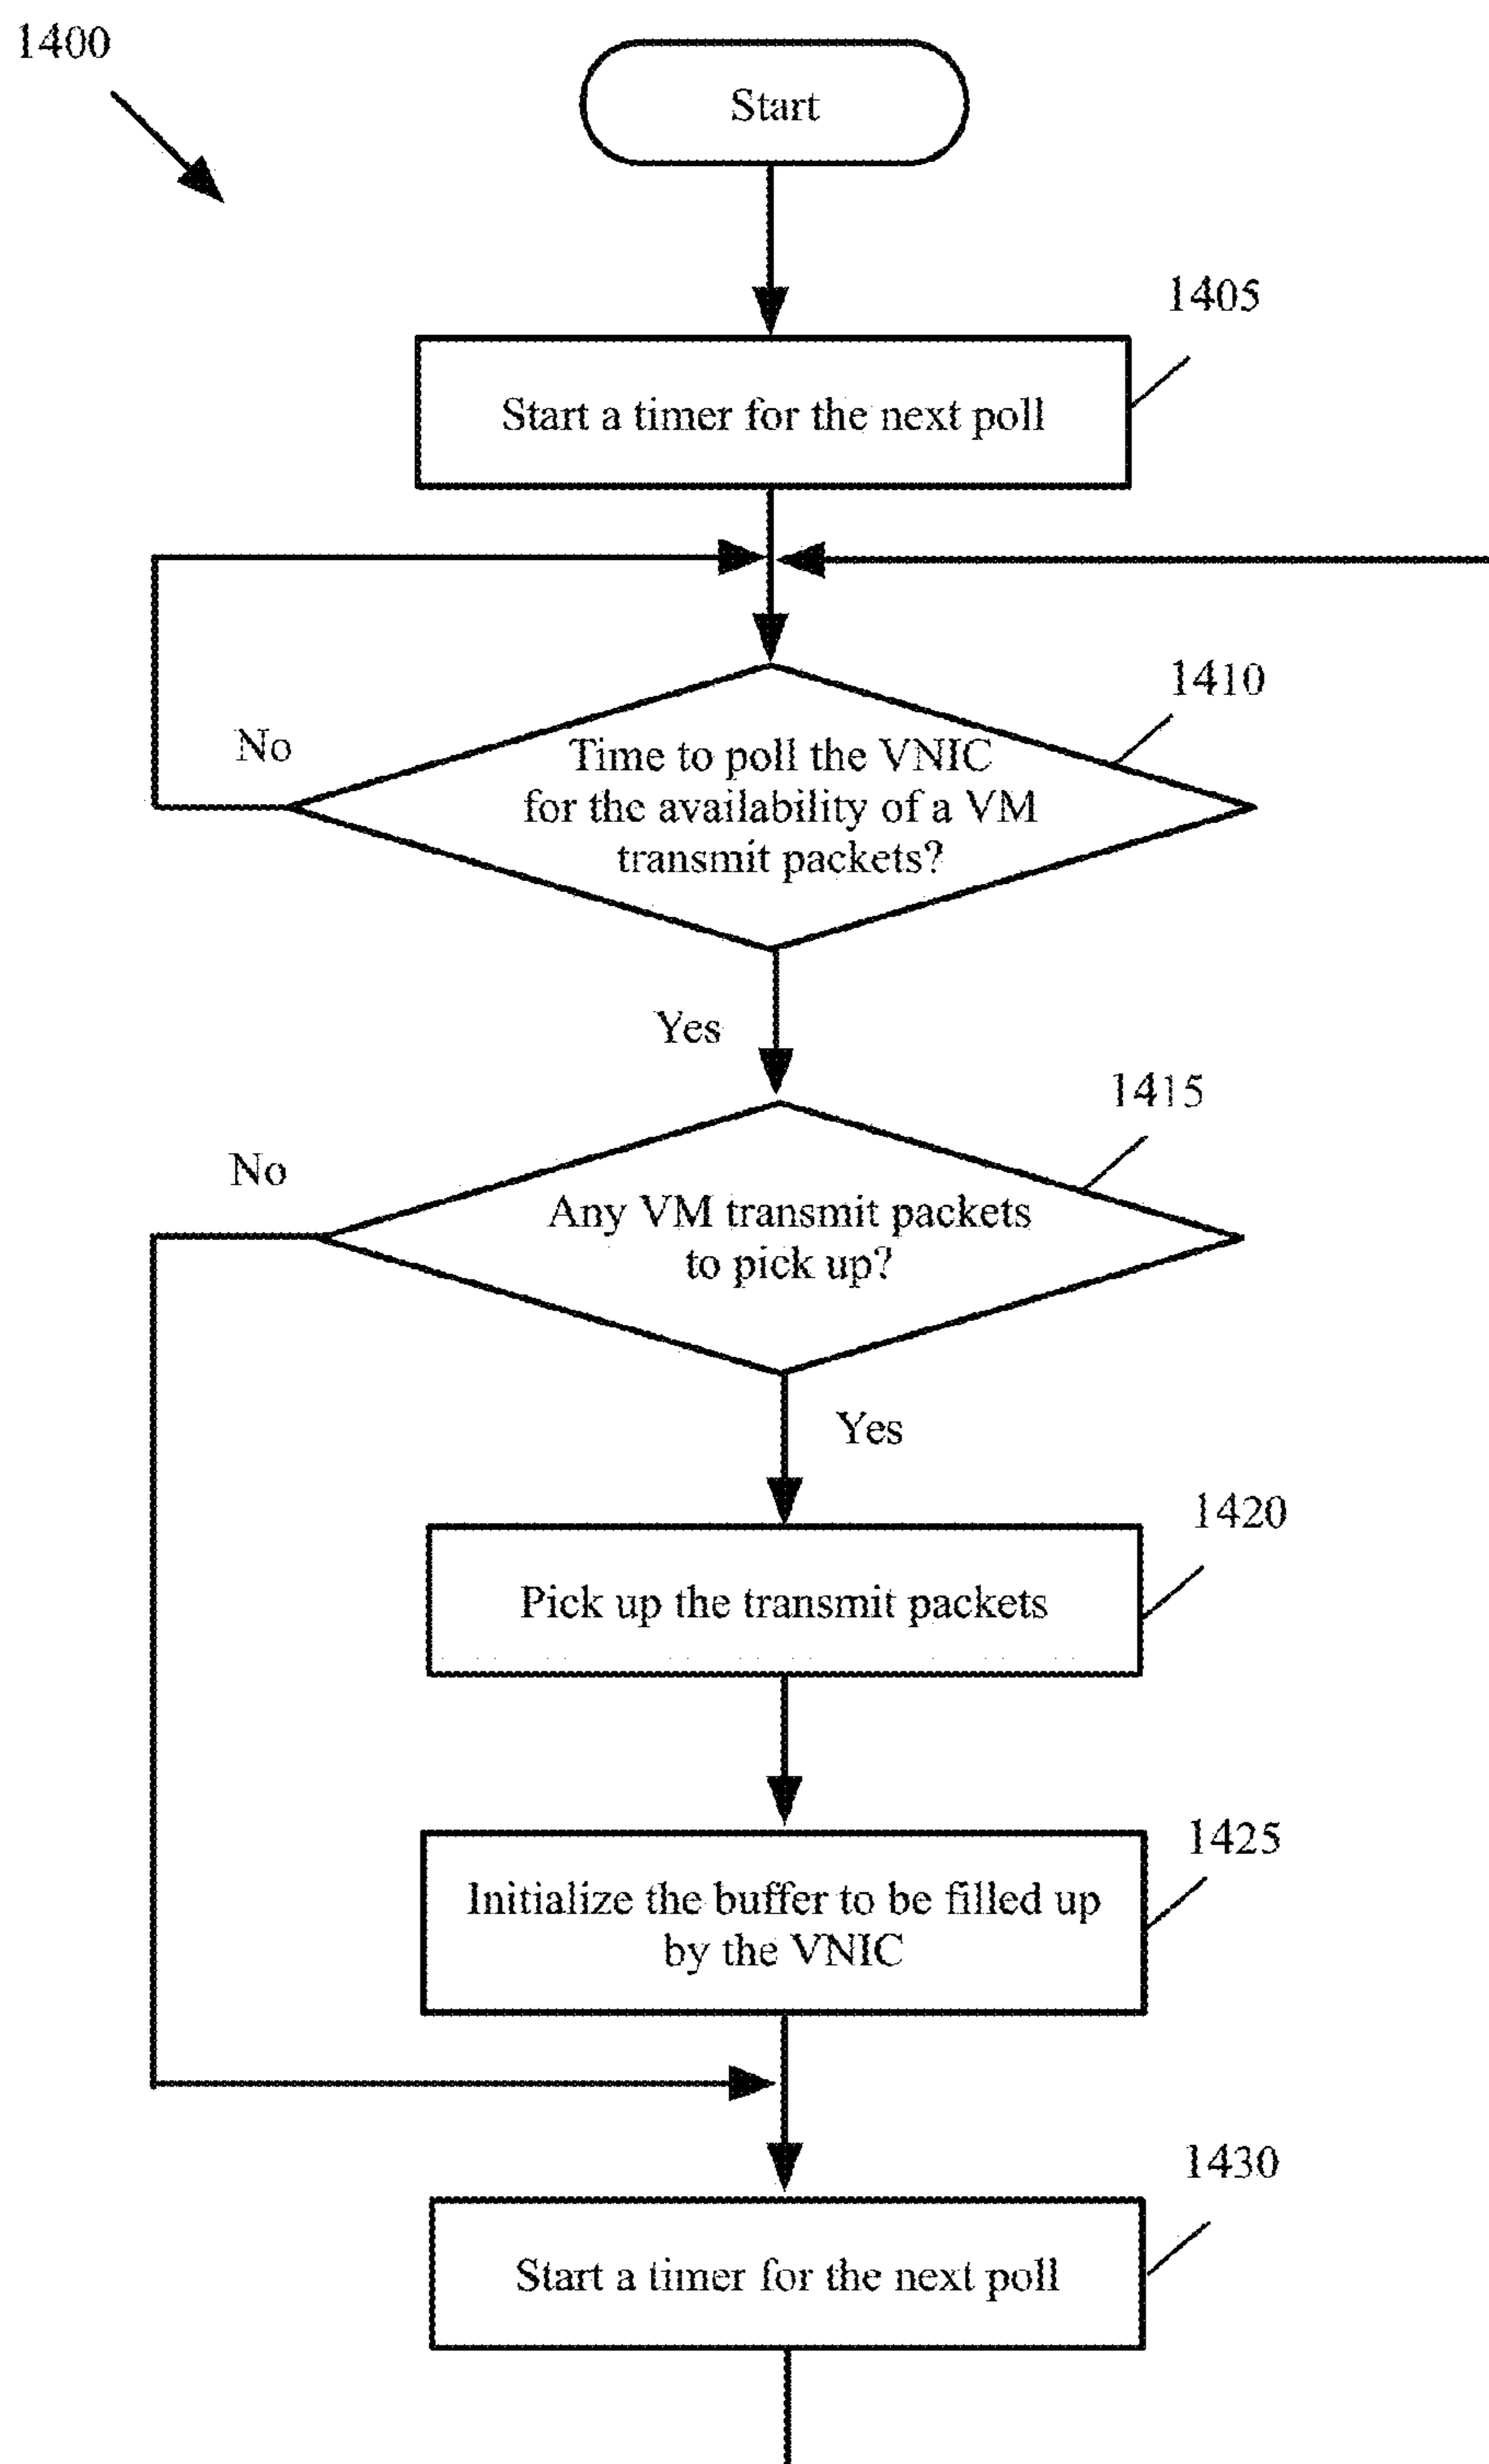 1400
Start
1405
Start a timer for the next poll
1410
No
Time to poll the VNIC
for the availability of a VM
transmit packets?
Yes
1415
No
Any VM transmit packets
to pick up?
Yes
1420
Pick up the transmit packets
1425
Initialize the buffer to be filled up
by the VNIC
1430
Start a timer for the next poll